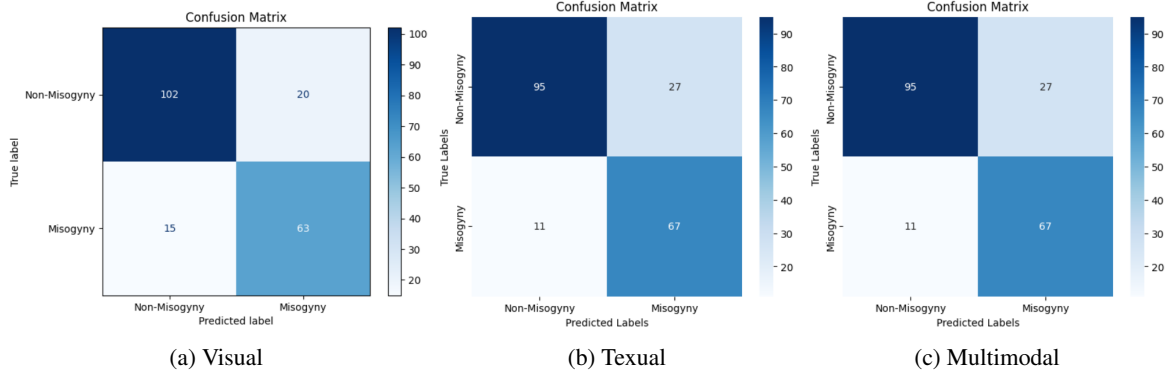 Confusion Matrix
Non-Misogyny
Misogyny
True label
102
20
15
63
Non-Misogyny
Misogyny
Predicted label
100
90
80
70
60
50
40
30
20
(a) Visual
Confusion Matrix
Non-Misogyny
Misogyny
True Labels
95
27
11
67
Non-Misogyny
Misogyny
Predicted Labels
90
80
70
60
50
40
30
20
(b) Texual
Confusion Matrix
Non-Misogyny
Misogyny
True Labels
95
27
11
67
Non-Misogyny
Misogyny
Predicted Labels
90
80
70
60
50
40
30
20
(c) Multimodal